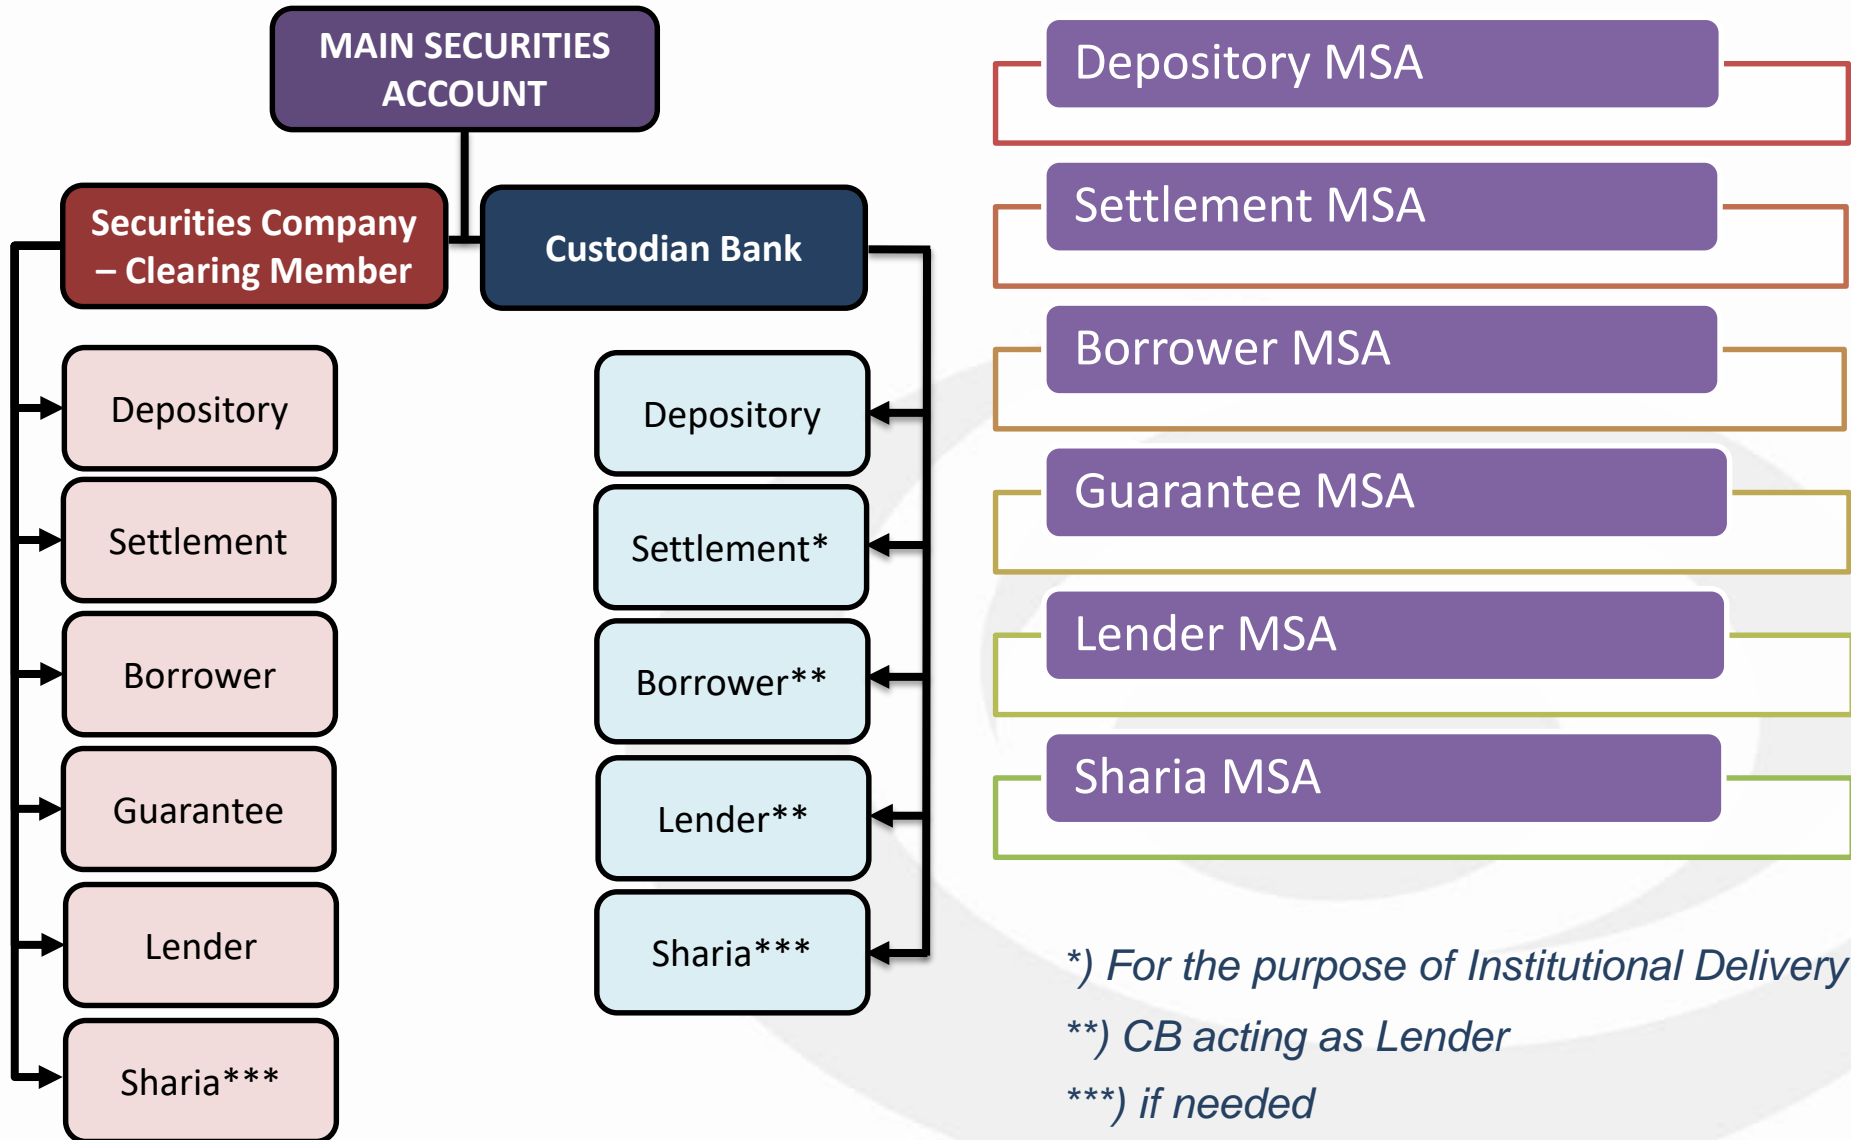 MAIN SECURITIES
ACCOUNT
Securities Company
– Clearing Member
Custodian Bank
Depository
Settlement
Borrower
Guarantee
Lender
Sharia***
Depository
Settlement*
Borrower**
Lender**
Sharia***
Depository MSA
Settlement MSA
Borrower MSA
Guarantee MSA
Lender MSA
Sharia MSA
*) For the purpose of Institutional Delivery
**) CB acting as Lender
***) if needed